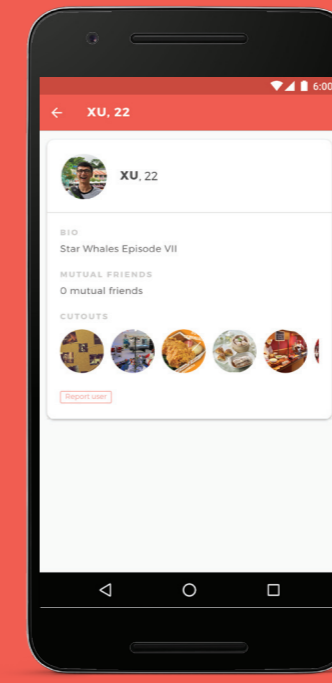 6:00
XU, 22
XU, 22
BIO
Star Whales Episode VII
MUTUAL FRIENDS
0 mutual friends
CUTOUTS
Report user